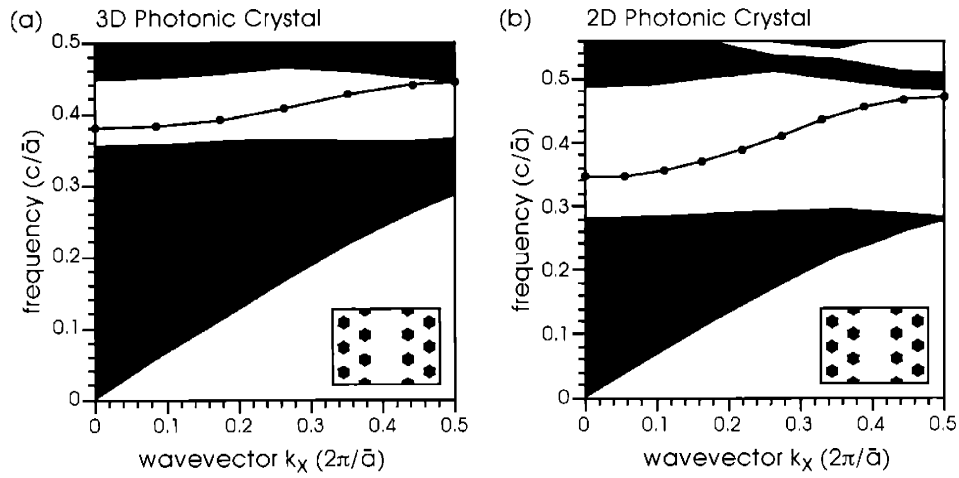 (a) 3D Photonic Crystal
0.5
0.4
0.3
0.2
0.1
0
frequency (c/ā)
0 0.1 0.2 0.3 0.4 0.5
wavevector kx (2π/ā)
(b) 2D Photonic Crystal
0.5
0.4
0.3
0.2
0.1
0
frequency (c/ā)
0 0.1 0.2 0.3 0.4 0.5
wavevector kx (2π/ā)